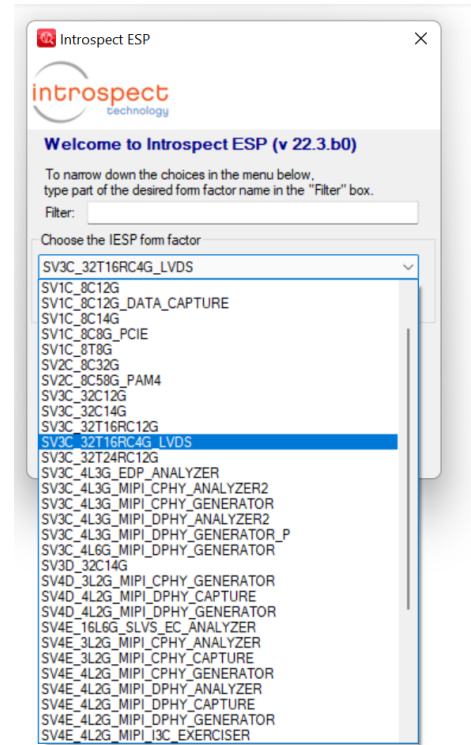 Introspect ESP
introspect
technology
Welcome to Introspect ESP (v 22.3.b0)
To narrow down the choices in the menu below,
type part of the desired form factor name in the "Filter" box.
Filter:
Choose the IESP form factor
SV3C_32T16RC4G_LVDS
SV1C_8C12G
SV1C_8C12G_DATA_CAPTURE
SV1C_8C14G
SV1C_8C8G_PCIE
SV1C_8T8G
SV2C_8C32G
SV2C_8C58G_PAM4
SV3C_32C12G
SV3C_32C14G
SV3C_32T16RC12G
SV3C_32T16RC4G_LVDS
SV3C_32T24RC12G
SV3C_4L3G_EDP_ANALYZER
SV3C_4L3G_MIPI_CPHY_ANALYZER2
SV3C_4L3G_MIPI_CPHY_GENERATOR
SV3C_4L3G_MIPI_DPHY_ANALYZER2
SV3C_4L3G_MIPI_DPHY_GENERATOR_P
SV3C_4L6G_MIPI_DPHY_GENERATOR
SV3D_32C14G
SV4D_3L2G_MIPI_CPHY_GENERATOR
SV4D_4L2G_MIPI_DPHY_CAPTURE
SV4D_4L2G_MIPI_DPHY_GENERATOR
SV4E_16L6G_SLVS_EC_ANALYZER
SV4E_3L2G_MIPI_CPHY_ANALYZER
SV4E_3L2G_MIPI_CPHY_CAPTURE
SV4E_4L2G_MIPI_CPHY_GENERATOR
SV4E_4L2G_MIPI_DPHY_ANALYZER
SV4E_4L2G_MIPI_DPHY_CAPTURE
SV4E_4L2G_MIPI_DPHY_GENERATOR
SV4E_4L2G_MIPI_I3C_EXERCISER